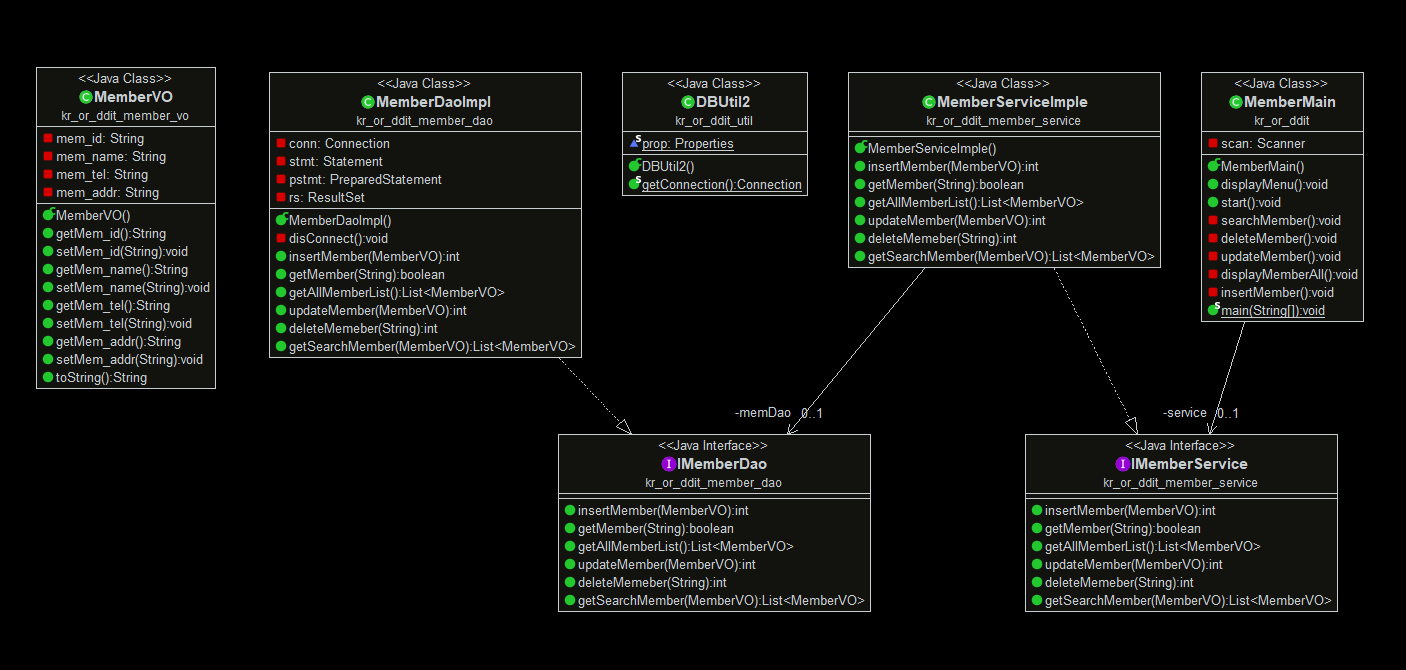 <<Java Class>>
MemberVO
kr_or_ddit_member_vo
mem_id: String
mem_name: String
mem_tel: String
mem_addr: String
MemberVO()
getMem_id():String
setMem_id(String):void
getMem_name():String
setMem_name(String):void
getMem_tel():String
setMem_tel(String):void
getMem_addr():String
setMem_addr(String):void
toString():String
<<Java Class>>
MemberDaoImpl
kr_or_ddit_member_dao
conn: Connection
stmt: Statement
pstmt: PreparedStatement
rs: ResultSet
MemberDaoImpl()
disConnect():void
insertMember(MemberVO):int
getMember(String):boolean
getAllMemberList():List<MemberVO>
updateMember(MemberVO):int
deleteMemeber(String):int
getSearchMember(MemberVO):List<MemberVO>
<<Java Class>>
DBUtil2
kr_or_ddit_util
prop: Properties
DBUtil2()
getConnection():Connection
<<Java Class>>
MemberServiceImple
kr_or_ddit_member_service
MemberServiceImple()
insertMember(MemberVO):int
getMember(String):boolean
getAllMemberList():List<MemberVO>
updateMember(MemberVO):int
deleteMemeber(String):int
getSearchMember(MemberVO):List<MemberVO>
<<Java Class>>
MemberMain
kr_or_ddit
scan: Scanner
MemberMain()
displayMenu():void
start():void
searchMember():void
deleteMember():void
updateMember():void
displayMemberAll():void
insertMember():void
main(String[]):void
-memDao 0..1
-service 0..1
<<Java Interface>>
IMemberDao
kr_or_ddit_member_dao
insertMember(MemberVO):int
getMember(String):boolean
getAllMemberList():List<MemberVO>
updateMember(MemberVO):int
deleteMemeber(String):int
getSearchMember(MemberVO):List<MemberVO>
<<Java Interface>>
IMemberService
kr_or_ddit_member_service
insertMember(MemberVO):int
getMember(String):boolean
getAllMemberList():List<MemberVO>
updateMember(MemberVO):int
deleteMemeber(String):int
getSearchMember(MemberVO):List<MemberVO>